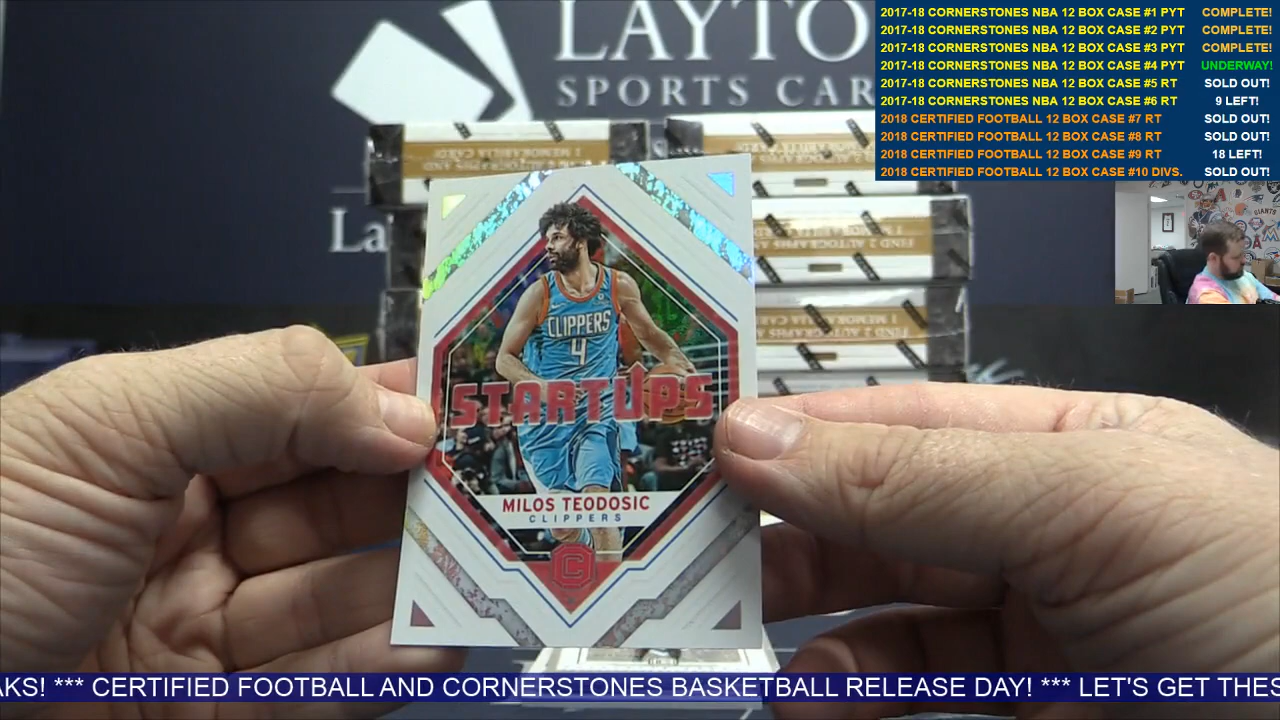 LAYTO
SPORTS CAR
La
2017-18 CORNERSTONES NBA 12 BOX CASE #1 PYT COMPLETE!
2017-18 CORNERSTONES NBA 12 BOX CASE #2 PYT COMPLETE!
2017-18 CORNERSTONES NBA 12 BOX CASE #3 PYT COMPLETE!
2017-18 CORNERSTONES NBA 12 BOX CASE #4 PYT UNDERWAY!
2017-18 CORNERSTONES NBA 12 BOX CASE #5 RT SOLD OUT!
2017-18 CORNERSTONES NBA 12 BOX CASE #6 RT 9 LEFT!
2018 CERTIFIED FOOTBALL 12 BOX CASE #7 RT SOLD OUT!
2018 CERTIFIED FOOTBALL 12 BOX CASE #8 RT SOLD OUT!
2018 CERTIFIED FOOTBALL 12 BOX CASE #9 RT 18 LEFT!
2018 CERTIFIED FOOTBALL 12 BOX CASE #10 DIVS. SOLD OUT!
CLIPPERS
4
STARTUPS
MILOS TEODOSIC
CLIPPERS
C
AKS! *** CERTIFIED FOOTBALL AND CORNERSTONES BASKETBALL RELEASE DAY! *** LET'S GET THES